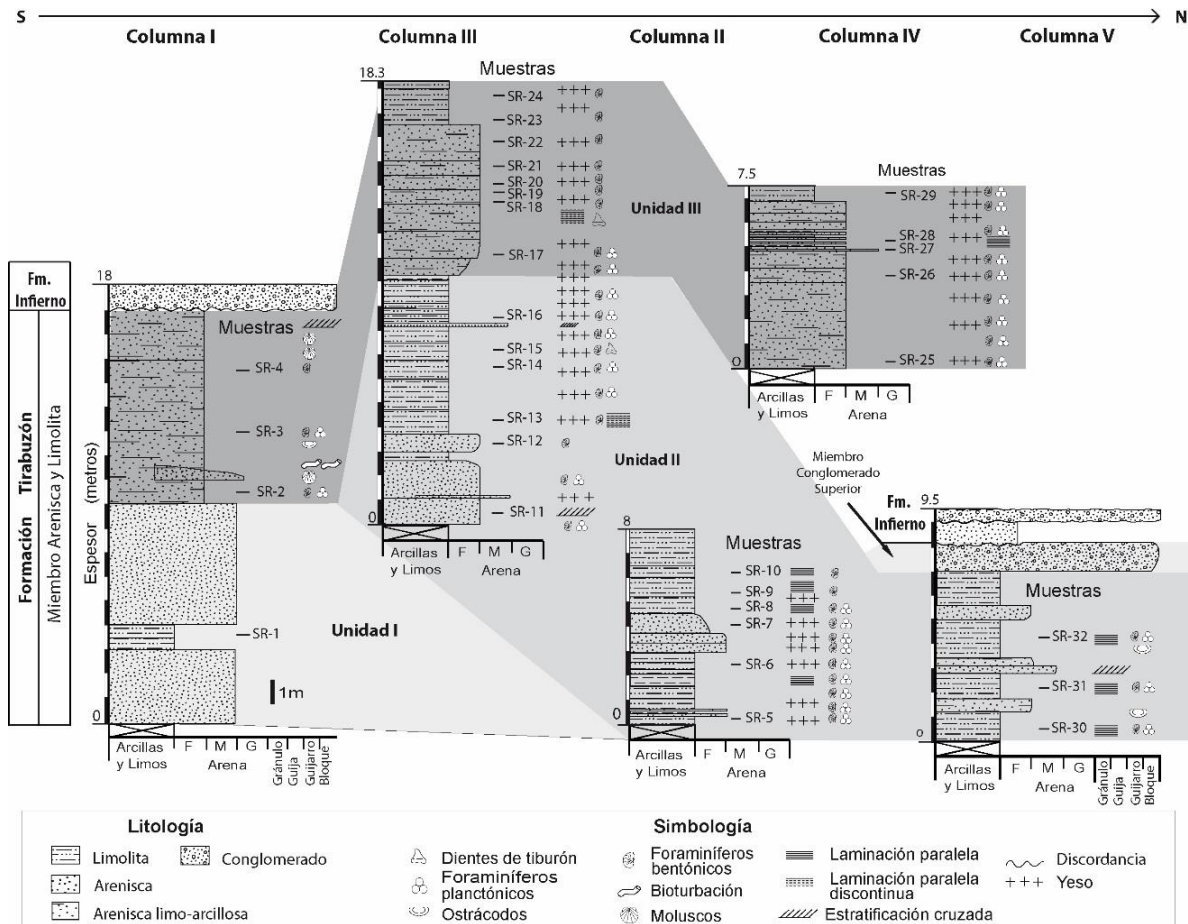 S
N
Columna I
Columna III
Columna II
Columna IV
Columna V
18.3
Muestras
SR-24
SR-23
SR-22
SR-21
SR-20
SR-19
SR-18
SR-17
SR-16
SR-15
SR-14
SR-13
SR-12
SR-11
0
Arcillas
y Limos
F M G
Arena
Unidad III
Unidad II
Unidad I
7.5
Muestras
SR-29
SR-28
SR-27
SR-26
SR-25
0
Arcillas
y Limos
F M G
Arena
Fm.
Infierno
Formación Tirabuzón
Miembro Arenisca y Limolita
Espesor (metros)
18
Muestras
SR-4
SR-3
SR-2
SR-1
1m
0
Arcillas
y Limos
F M G
Arena
Gránulo
Guija
Guijarro
Bloque
8
Muestras
SR-10
SR-9
SR-8
SR-7
SR-6
SR-5
0
Arcillas
y Limos
F M G
Arena
Miembro
Conglomerado
Superior
Fm.
Infierno
9.5
Muestras
SR-32
SR-31
SR-30
0
Arcillas
y Limos
F M G
Arena
Gránulo
Guija
Guijarro
Bloque
Litología
Limolita
Conglomerado
Arenisca
Arenisca limo-arcillosa
Simbología
Dientes de tiburón
Foraminíferos
planctónicos
Ostrácodos
Foraminíferos
bentónicos
Bioturbación
Moluscos
Laminación paralela
Laminación paralela
discontinua
Estratificación cruzada
Discordancia
+++ Yeso